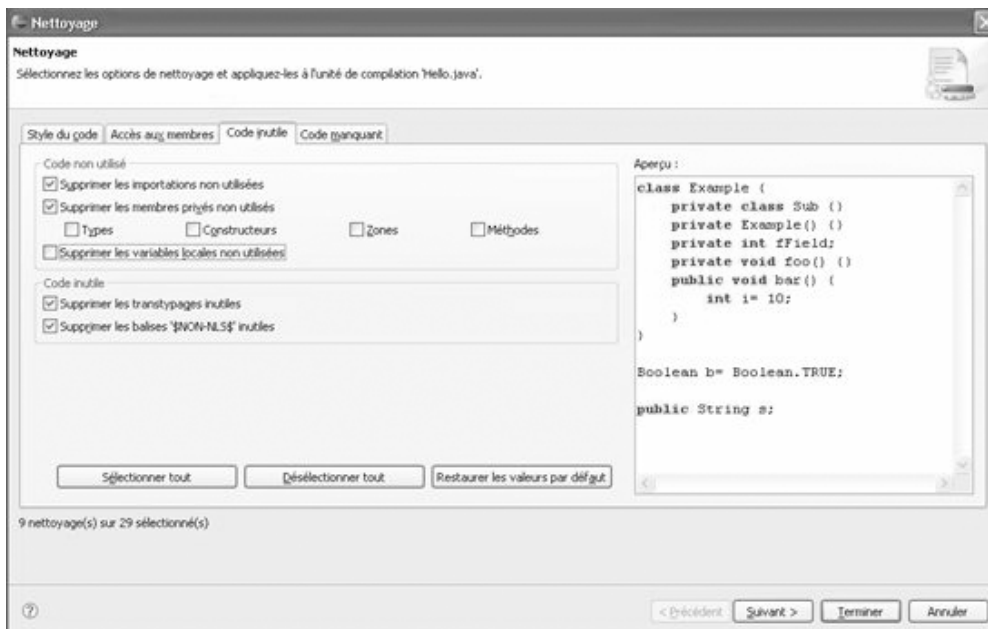 Nettoyage
Nettoyage
Sélectionnez les options de nettoyage et appliquez-les à l'unité de compilation 'Hello.java'.
Style du code Accès aux membres Code inutile Code manquant
Code non utilisé
Supprimer les importations non utilisées
Supprimer les membres privés non utilisés
Types Constructeurs Zones Méthodes
Supprimer les variables locales non utilisées
Code inutile
Supprimer les transtypages inutiles
Supprimer les balises '$NON-NLS$' inutiles
Sélectionner tout Désélectionner tout Restaurer les valeurs par défaut
Aperçu :
class Example {
private class Sub {}
private Example() {}
private int fField;
private void foo() {}
public void bar() {
int i= 10;
}
}
Boolean b= Boolean.TRUE;
public String s;
9 nettoyage(s) sur 29 sélectionné(s)
< Précédent Suivant > Terminer Annuler